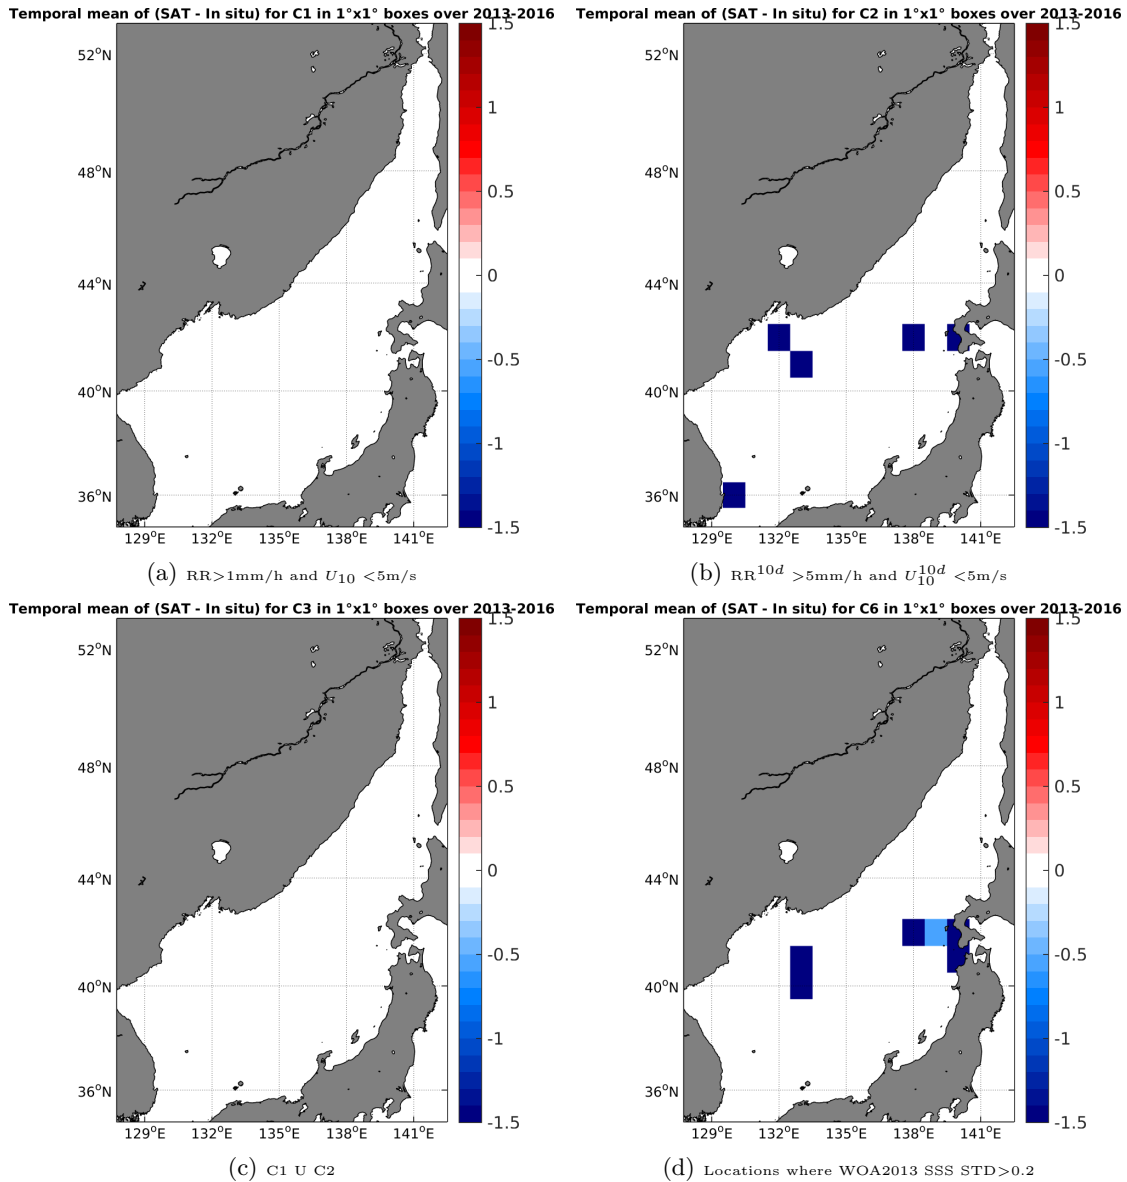 Temporal mean of (SAT - In situ) for C1 in 1°x1° boxes over 2013-2016
52°N
48°N
44°N
40°N
36°N
129°E 132°E 135°E 138°E 141°E
1.5
1
0.5
0
-0.5
-1
-1.5
(a) RR>1mm/h and U10 <5m/s
Temporal mean of (SAT - In situ) for C2 in 1°x1° boxes over 2013-2016
52°N
48°N
44°N
40°N
36°N
129°E 132°E 135°E 138°E 141°E
1.5
1
0.5
0
-0.5
-1
-1.5
(b) RR^10d >5mm/h and U10^10d <5m/s
Temporal mean of (SAT - In situ) for C3 in 1°x1° boxes over 2013-2016
52°N
48°N
44°N
40°N
36°N
129°E 132°E 135°E 138°E 141°E
1.5
1
0.5
0
-0.5
-1
-1.5
(c) C1 U C2
Temporal mean of (SAT - In situ) for C6 in 1°x1° boxes over 2013-2016
52°N
48°N
44°N
40°N
36°N
129°E 132°E 135°E 138°E 141°E
1.5
1
0.5
0
-0.5
-1
-1.5
(d) Locations where WOA2013 SSS STD>0.2